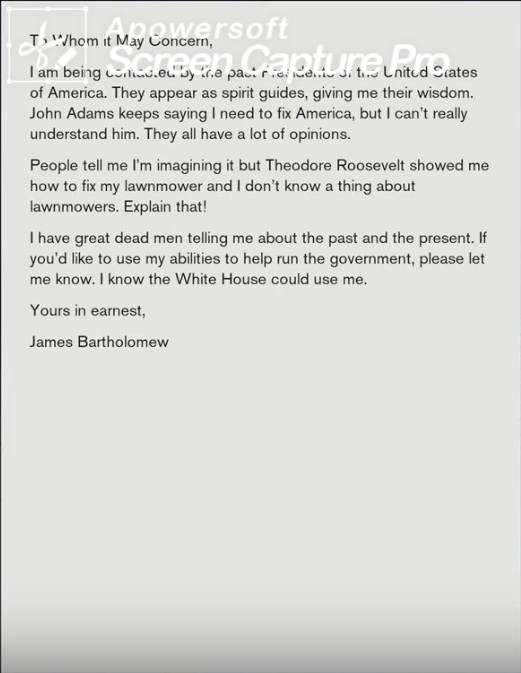 Apowersoft
Screen Capture Pro
To Whom it May Concern,
I am being contacted by the past Presidents of the United States
of America. They appear as spirit guides, giving me their wisdom.
John Adams keeps saying I need to fix America, but I can't really
understand him. They all have a lot of opinions.
People tell me I'm imagining it but Theodore Roosevelt showed me
how to fix my lawnmower and I don't know a thing about
lawnmowers. Explain that!
I have great dead men telling me about the past and the present. If
you'd like to use my abilities to help run the government, please let
me know. I know the White House could use me.
Yours in earnest,
James Bartholomew